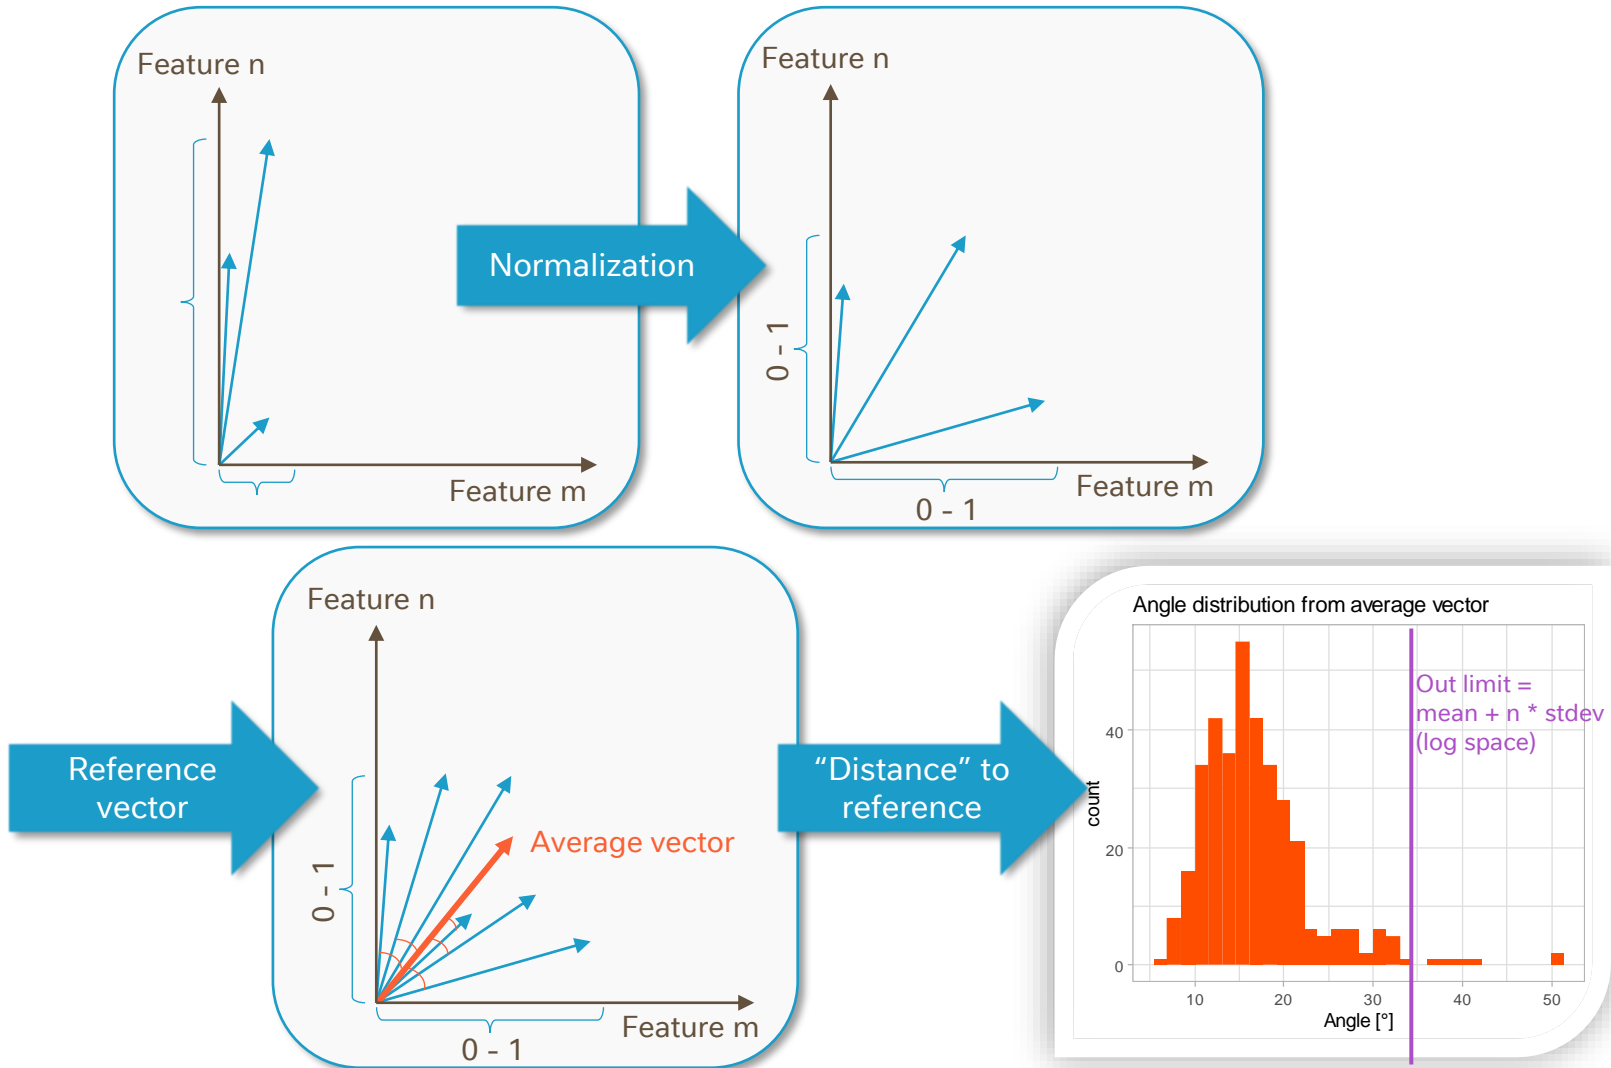 Feature n
Feature m
Normalization
Feature n
0 - 1
0 - 1
Feature m
Reference
vector
Feature n
0 - 1
Average vector
Feature m
0 - 1
“Distance” to
reference
Angle distribution from average vector
Out limit =
mean + n * stdev
(log space)
count
40
20
0
10
20
30
40
50
Angle [°]